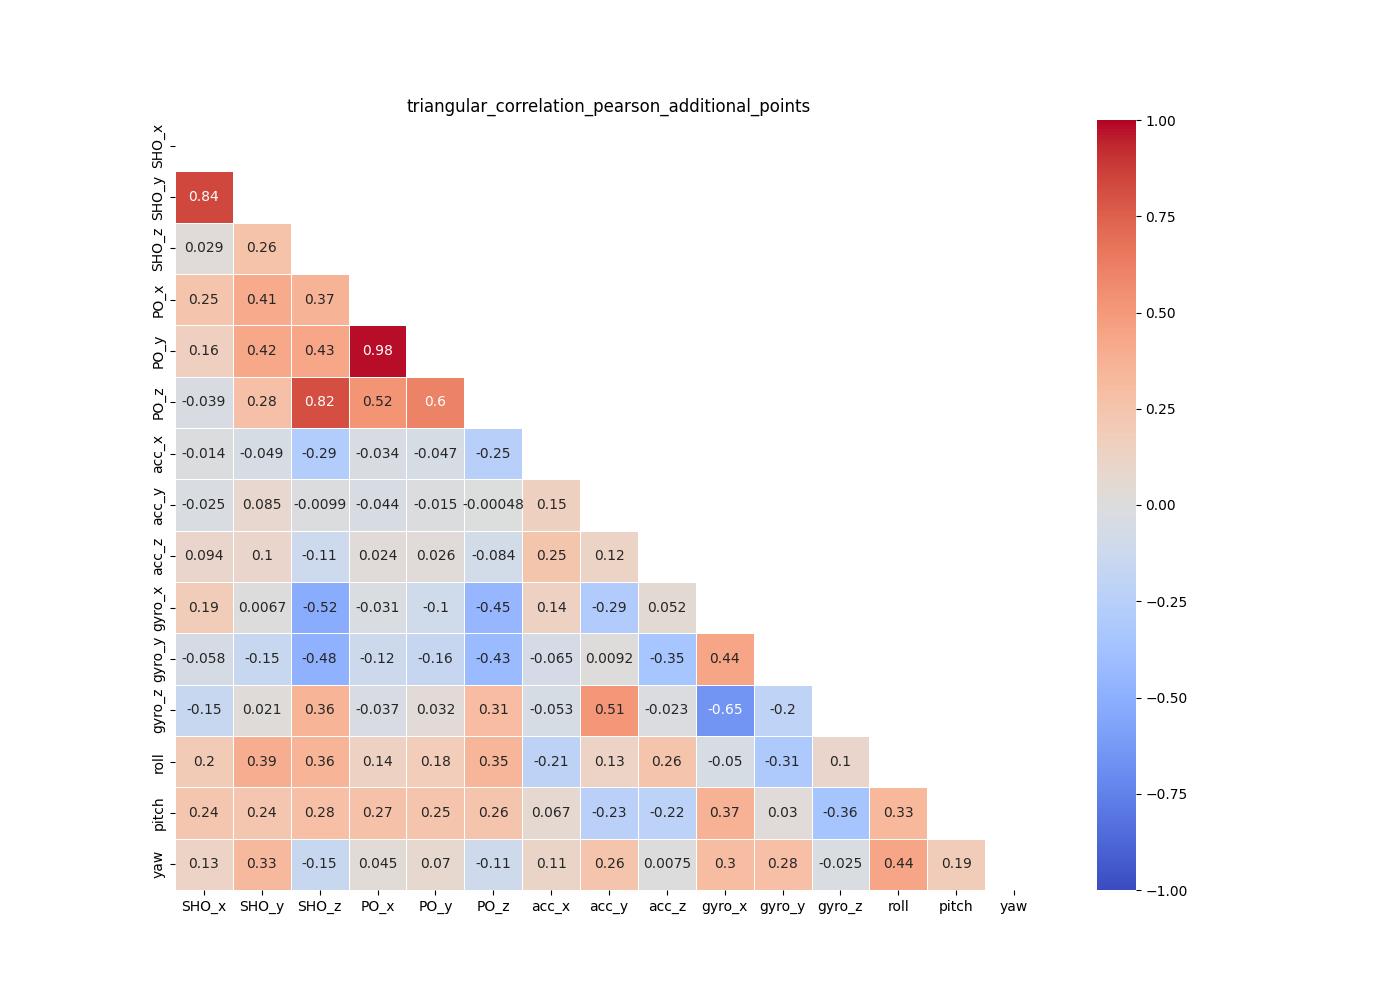 triangular_correlation_pearson_additional_points
SHO_x
1.00
SHO_y 0.84
0.75
SHO_z 0.029 0.26
PO_x 0.25 0.41 0.37
0.50
PO_y 0.16 0.42 0.43 0.98
PO_z -0.039 0.28 0.82 0.52 0.6
0.25
acc_x -0.014 -0.049 -0.29 -0.034 -0.047 -0.25
acc_y -0.025 0.085 -0.0099 -0.044 -0.015 -0.00048 0.15
0.00
acc_z 0.094 0.1 -0.11 0.024 0.026 -0.084 0.25 0.12
gyro_x 0.19 0.0067 -0.52 -0.031 -0.1 -0.45 0.14 -0.29 0.052
−0.25
gyro_y -0.058 -0.15 -0.48 -0.12 -0.16 -0.43 -0.065 0.0092 -0.35 0.44
−0.50
gyro_z -0.15 0.021 0.36 -0.037 0.032 0.31 -0.053 0.51 -0.023 -0.65 -0.2
roll 0.2 0.39 0.36 0.14 0.18 0.35 -0.21 0.13 0.26 -0.05 -0.31 0.1
−0.75
pitch 0.24 0.24 0.28 0.27 0.25 0.26 0.067 -0.23 -0.22 0.37 0.03 -0.36 0.33
yaw 0.13 0.33 -0.15 0.045 0.07 -0.11 0.11 0.26 0.0075 0.3 0.28 -0.025 0.44 0.19
−1.00
SHO_x SHO_y SHO_z PO_x PO_y PO_z acc_x acc_y acc_z gyro_x gyro_y gyro_z roll pitch yaw